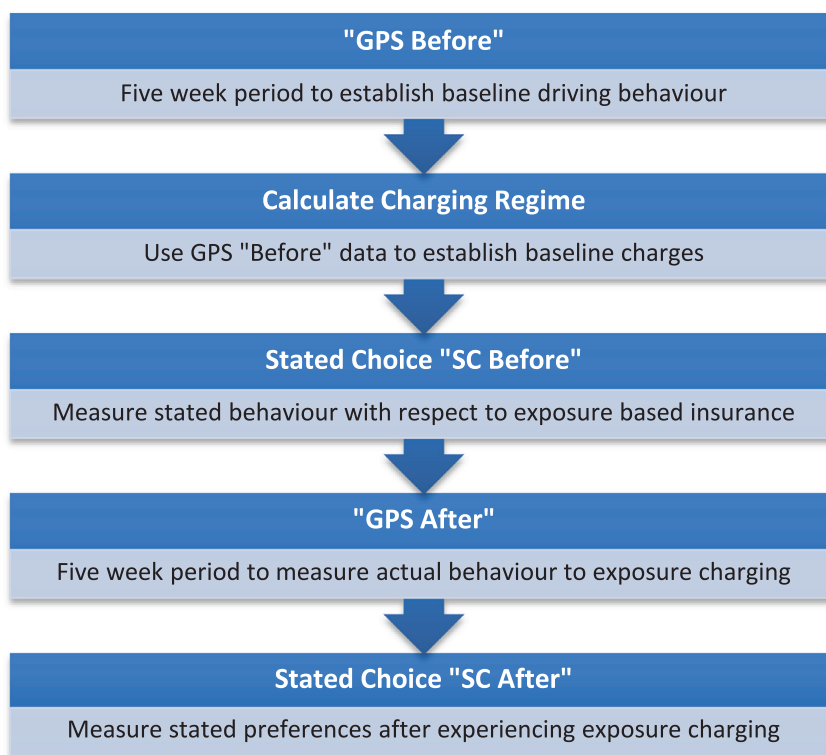 "GPS Before"
Five week period to establish baseline driving behaviour
Calculate Charging Regime
Use GPS "Before" data to establish baseline charges
Stated Choice "SC Before"
Measure stated behaviour with respect to exposure based insurance
"GPS After"
Five week period to measure actual behaviour to exposure charging
Stated Choice "SC After"
Measure stated preferences after experiencing exposure charging